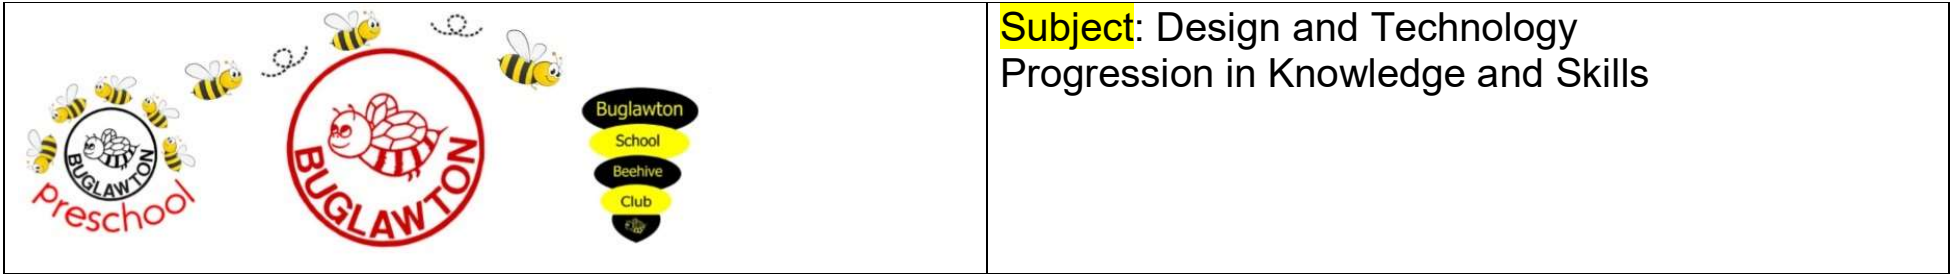 BUGLAWTON
preschool
BUGLAWTON
Buglawton
School
Beehive
Club
Subject: Design and Technology
Progression in Knowledge and Skills